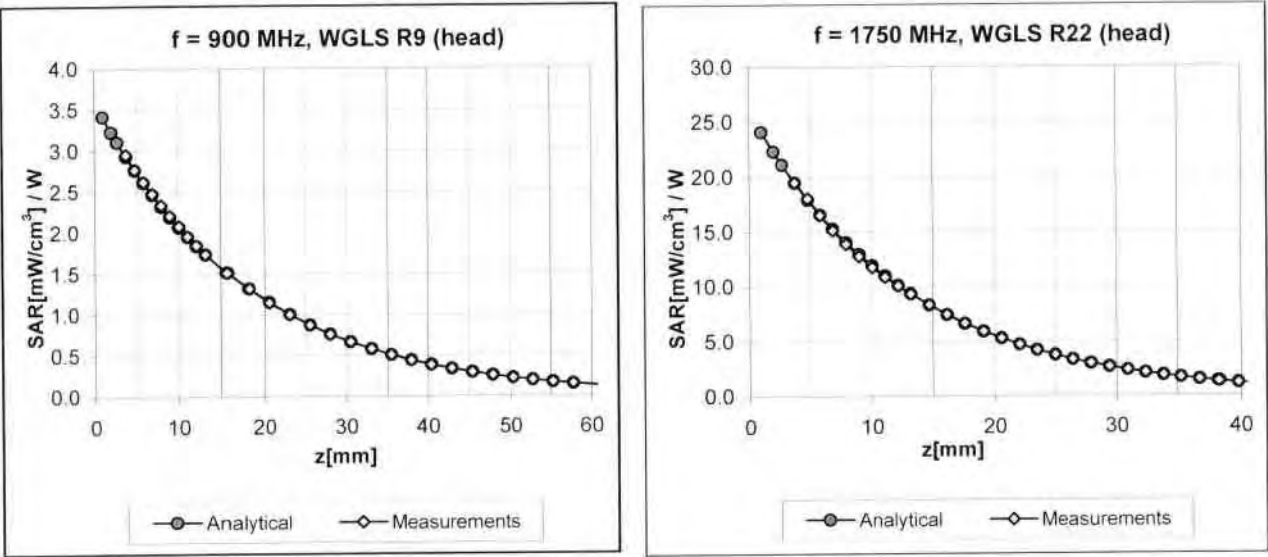 f = 900 MHz, WGLS R9 (head)
4.0
3.5
3.0
2.5
2.0
1.5
1.0
0.5
0.0
SAR[mW/cm³] / W
0 10 20 30 40 50 60
z[mm]
Analytical Measurements
f = 1750 MHz, WGLS R22 (head)
30.0
25.0
20.0
15.0
10.0
5.0
0.0
SAR[mW/cm³] / W
0 10 20 30 40
z[mm]
Analytical Measurements